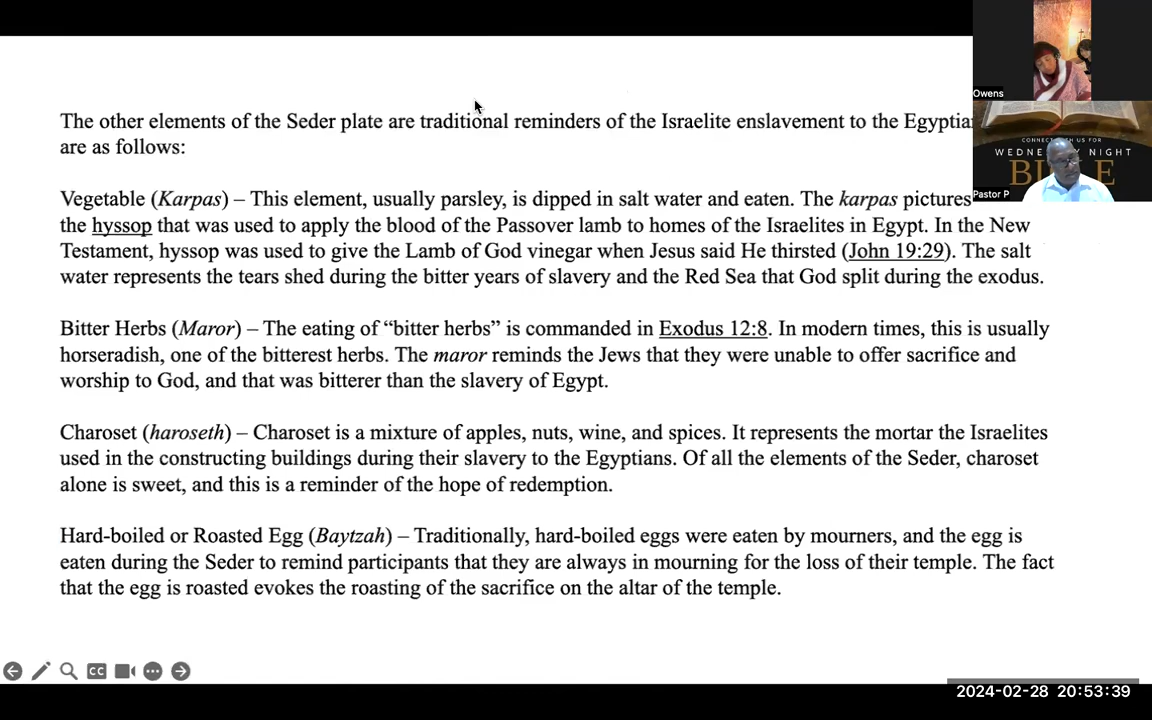 The other elements of the Seder plate are traditional reminders of the Israelite enslavement to the
are as follows:
Vegetable (Karpas) – This element, usually parsley, is dipped in salt water and eaten. The karpas pictures
the hyssop that was used to apply the blood of the Passover lamb to homes of the Israelites in Egypt. In the New
Testament, hyssop was used to give the Lamb of God vinegar when Jesus said He thirsted (John 19:29). The salt
water represents the tears shed during the bitter years of slavery and the Red Sea that God split during the exodus.
Bitter Herbs (Maror) – The eating of “bitter herbs” is commanded in Exodus 12:8. In modern times, this is usually
horseradish, one of the bitterest herbs. The maror reminds the Jews that they were unable to offer sacrifice and
worship to God, and that was bitterer than the slavery of Egypt.
Charoset (haroseth) – Charoset is a mixture of apples, nuts, wine, and spices. It represents the mortar the Israelites
used in the constructing buildings during their slavery to the Egyptians. Of all the elements of the Seder, charoset
alone is sweet, and this is a reminder of the hope of redemption.
Hard-boiled or Roasted Egg (Baytzah) – Traditionally, hard-boiled eggs were eaten by mourners, and the egg is
eaten during the Seder to remind participants that they are always in mourning for the loss of their temple. The fact
that the egg is roasted evokes the roasting of the sacrifice on the altar of the temple.
Owens
US FOR
NIGHT
Pastor P
CC
2024-02-28 20:53:39